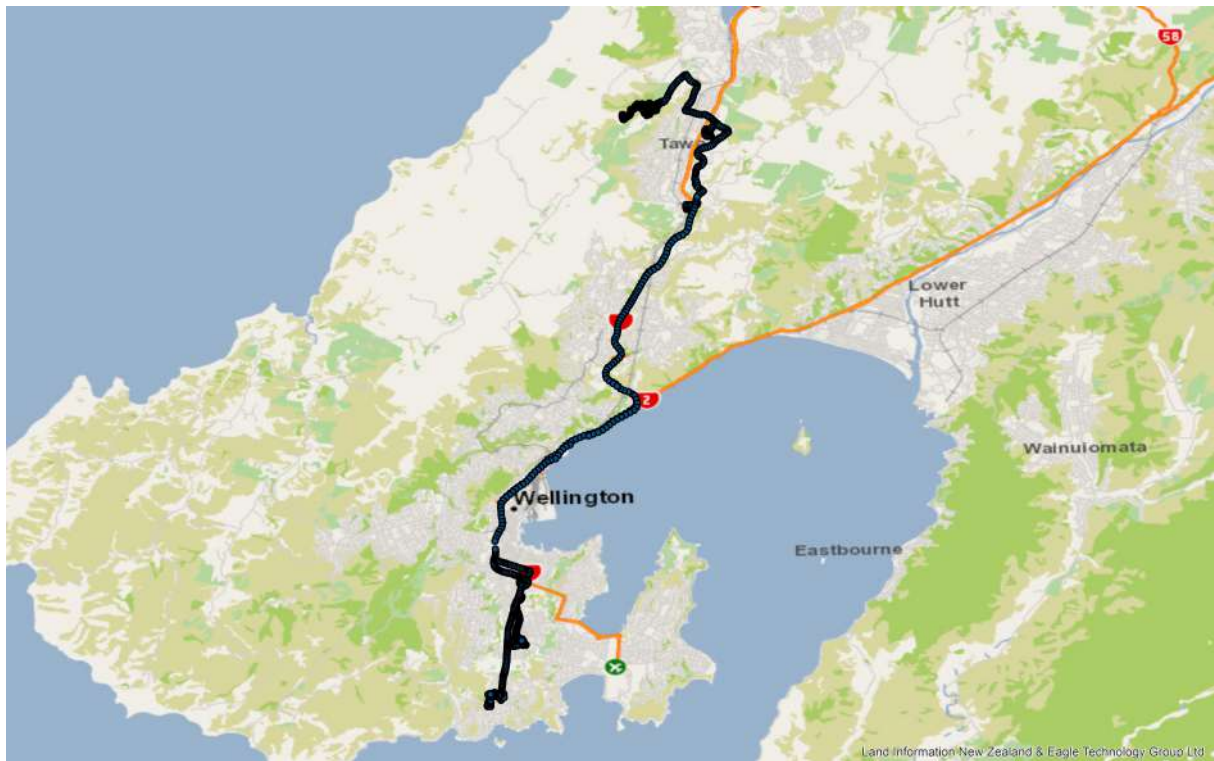 58
Taw
Lower
Hutt
2
Wainuiomata
Wellington
Eastbourne
Land Information New Zealand & Eagle Technology Group Ltd